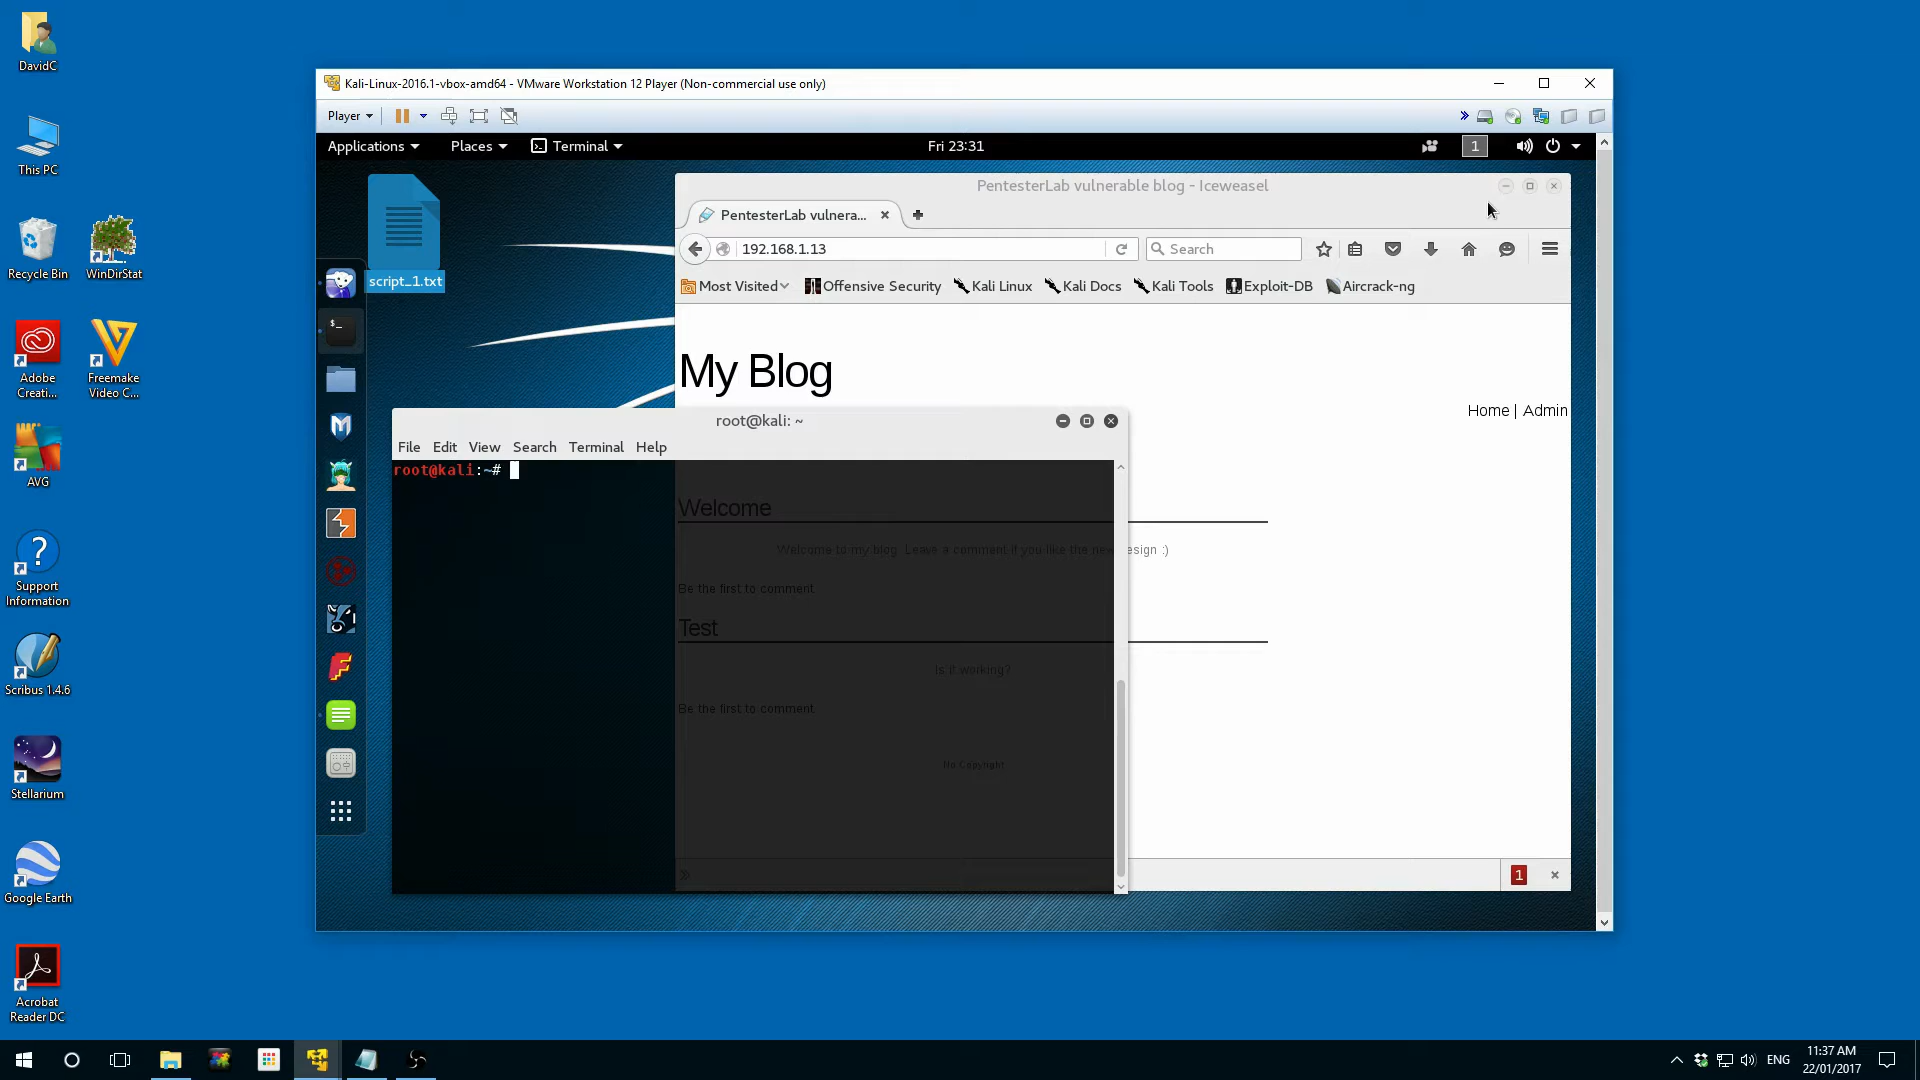 DavidC
This PC
Recycle Bin
WinDirStat
Adobe
Creati...
Freemake
Video C...
AVG
Support
Information
Scribus 1.4.6
Stellarium
Google Earth
Acrobat
Reader DC
Kali-Linux-2016.1-vbox-amd64 - VMware Workstation 12 Player (Non-commercial use only)
Player
Applications Places Terminal Fri 23:31 1
script_1.txt
PentesterLab vulnerable blog - Iceweasel
PentesterLab vulnera...
192.168.1.13 Search
Most Visited Offensive Security Kali Linux Kali Docs Kali Tools Exploit-DB Aircrack-ng
My Blog
Home | Admin
root@kali: ~
File Edit View Search Terminal Help
root@kali:~#
Welcome
Welcome to my blog. Leave a comment if you like the new design :)
Be the first to comment
Test
Is it working?
Be the first to comment
No Copyright
1
ENG
11:37 AM
22/01/2017